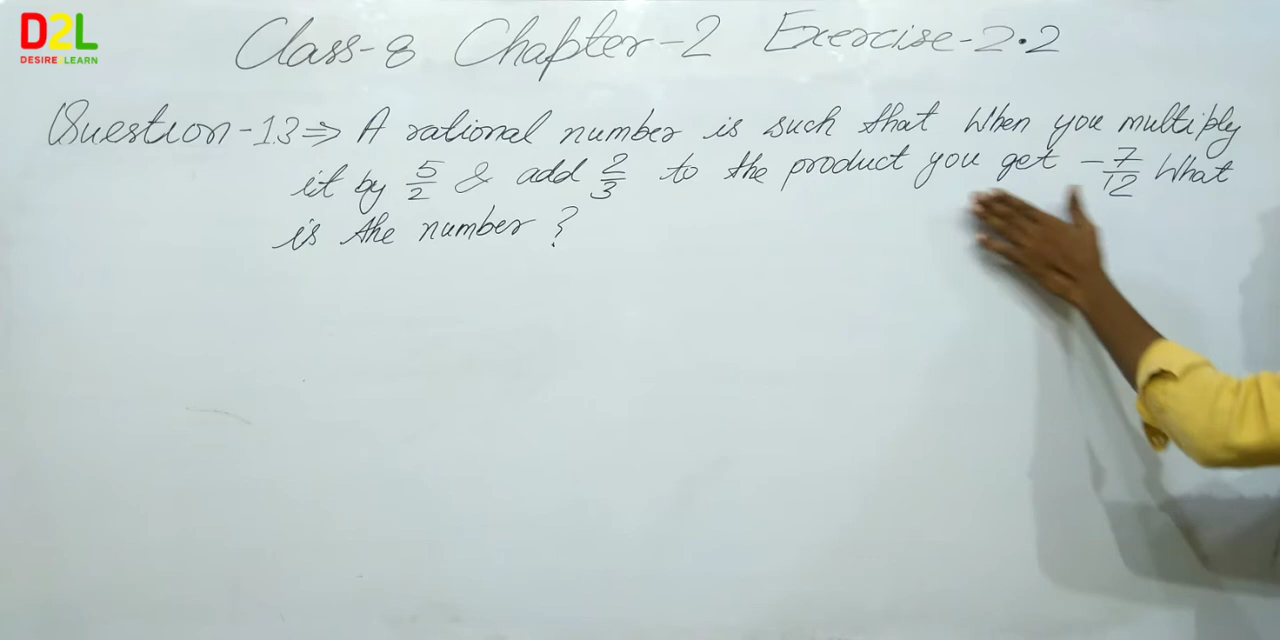 D2L
DESIRE 2 LEARN
Class-8 Chapter-2 Exercise-2.2
Question-13⇒ A rational number is such that when you multiply
it by 5/2 & add 2/3 to the product you get -7/12 What
is the number ?